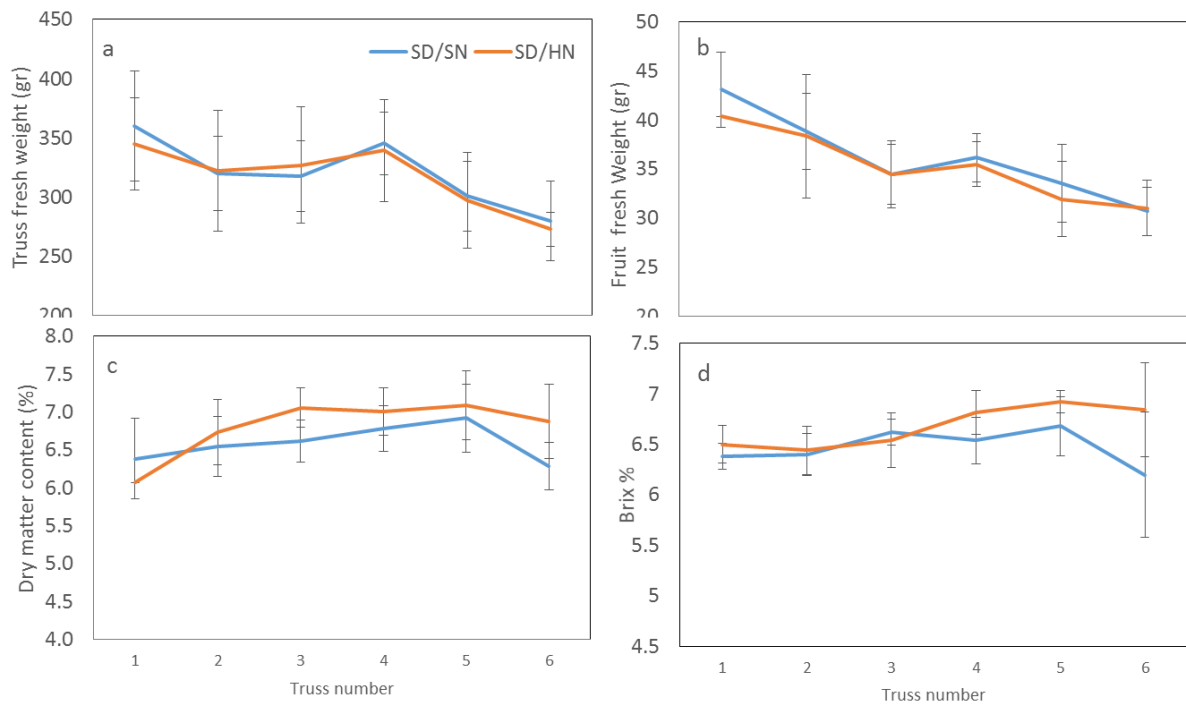 a
SD/SN SD/HN
Truss fresh weight (gr)
450
400
350
300
250
200
b
Fruit fresh Weight (gr)
50
45
40
35
30
25
20
c
Dry matter content (%)
8.0
7.5
7.0
6.5
6.0
5.5
5.0
4.5
4.0
1 2 3 4 5 6
Truss number
d
Brix %
7.5
7
6.5
6
5.5
5
4.5
1 2 3 4 5 6
Truss number